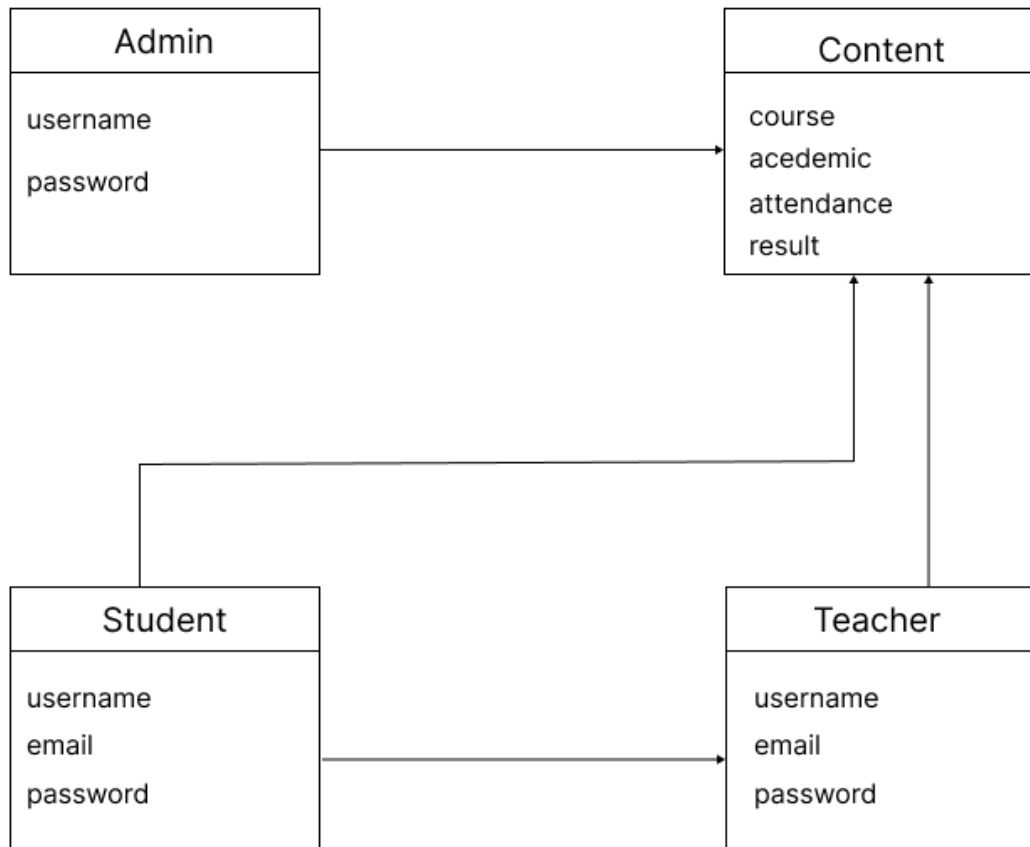 Admin
username
password
Content
course
acedemic
attendance
result
Student
username
email
password
Teacher
username
email
password